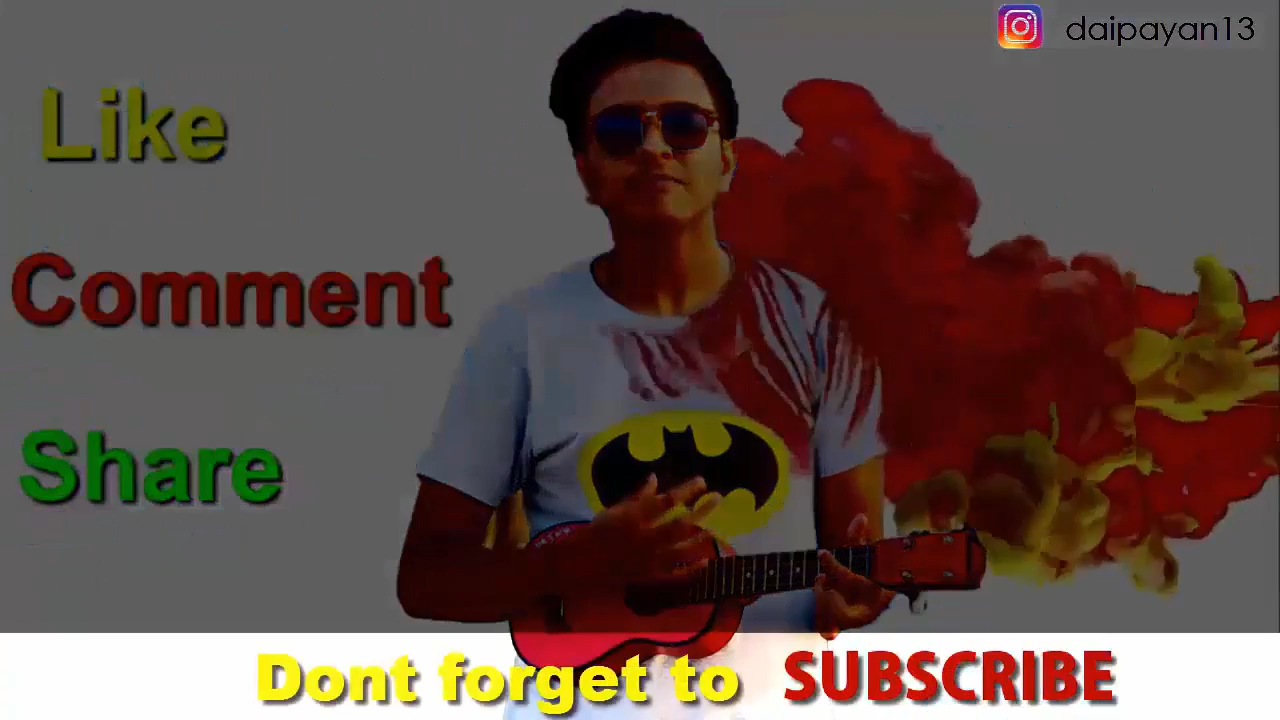 daipayan13
Like
Comment
Share
Dont forget to SUBSCRIBE